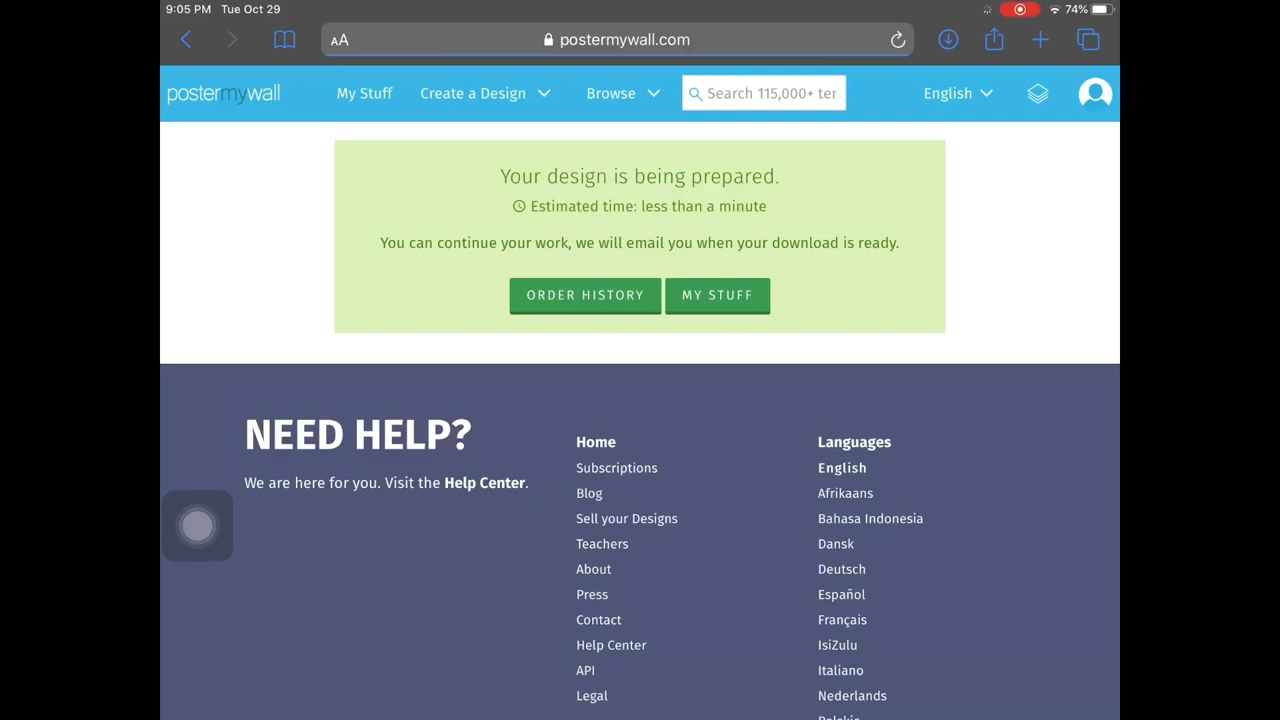 9:05 PM Tue Oct 29
74%
AA postermywall.com
postermywall My Stuff Create a Design Browse Search 115,000+ ter English
Your design is being prepared.
Estimated time: less than a minute
You can continue your work, we will email you when your download is ready.
ORDER HISTORY MY STUFF
NEED HELP?
We are here for you. Visit the Help Center.
Home
Subscriptions
Blog
Sell your Designs
Teachers
About
Press
Contact
Help Center
API
Legal
Languages
English
Afrikaans
Bahasa Indonesia
Dansk
Deutsch
Español
Français
IsiZulu
Italiano
Nederlands